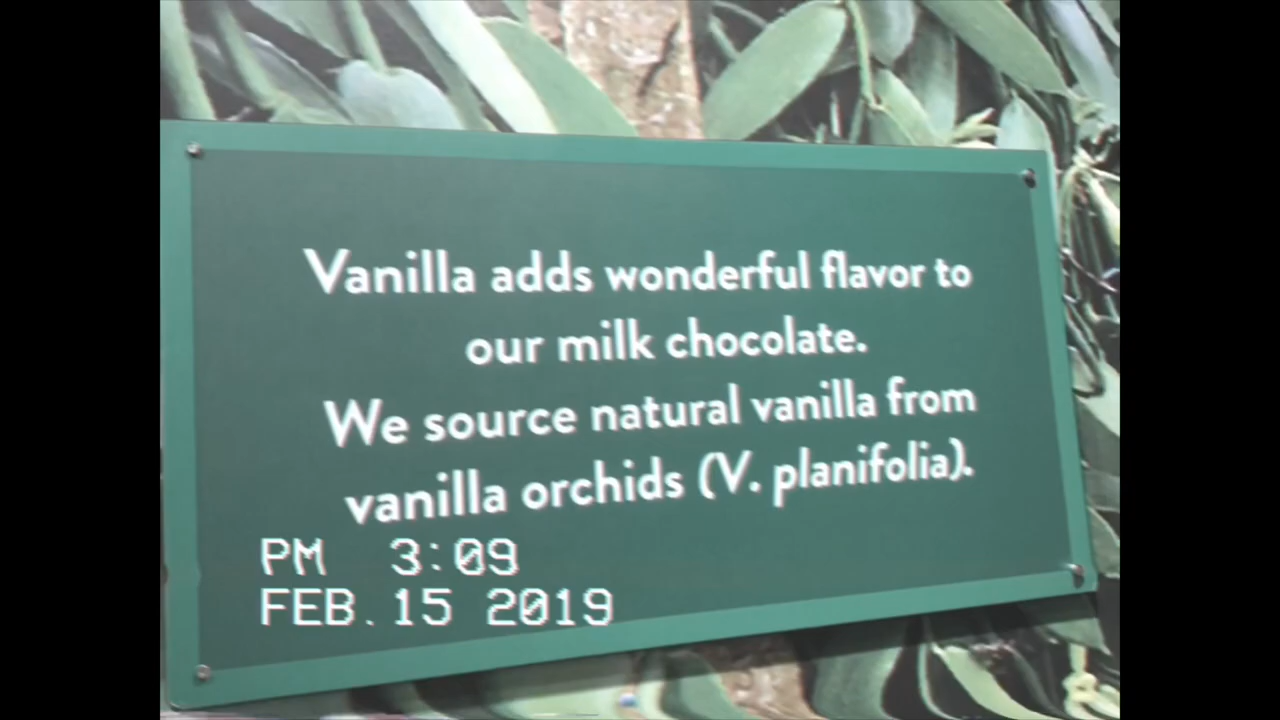 Vanilla adds wonderful flavor to
our milk chocolate.
We source natural vanilla from
vanilla orchids (V. planifolia).
PM 3:09
FEB. 15 2019